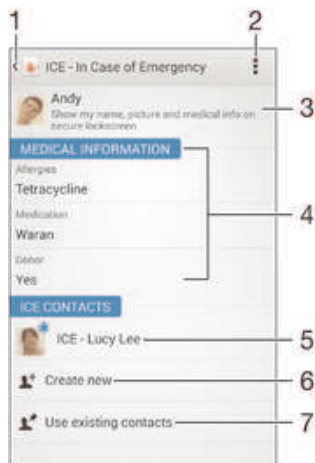 1
2
ICE - In Case of Emergency
Andy
Show my name, picture and medical info on
secure lockscreen
3
MEDICAL INFORMATION
Allergies
Tetracycline
4
Medication
Waran
Donor
Yes
ICE CONTACTS
ICE - Lucy Lee
5
Create new
6
Use existing contacts
7